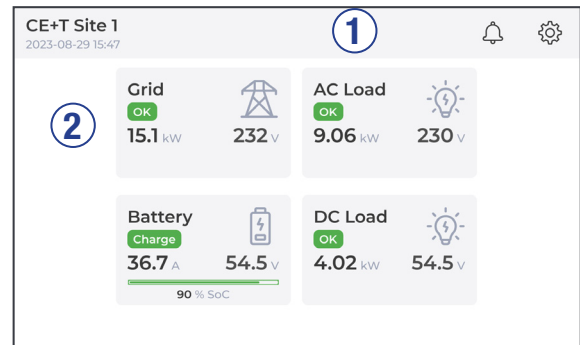 CE+T Site 1
2023-08-29 15:47
1
2
Grid
OK
15.1 kW 232 V
AC Load
OK
9.06 kW 230 V
Battery
Charge
36.7 A 54.5 V
90 % SoC
DC Load
OK
4.02 kW 54.5 V